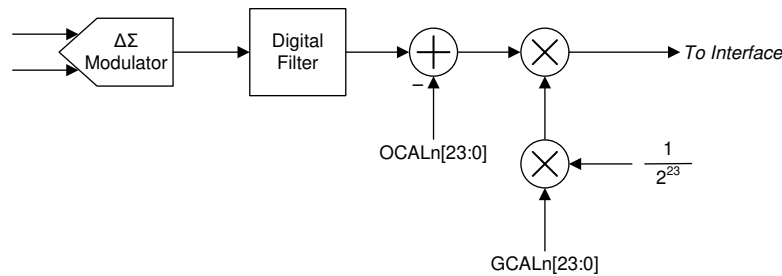 ΔΣ
Modulator
Digital
Filter
To Interface
–
OCALn[23:0]
1
2^23
GCALn[23:0]